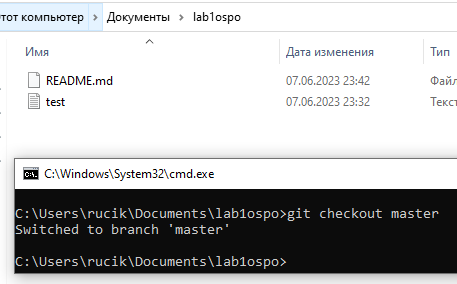 Этот компьютер > Документы > lab1ospo
Имя
Дата изменения
Тип
README.md
07.06.2023 23:42
Файл
test
07.06.2023 23:32
Текст
C:\Windows\System32\cmd.exe
C:\Users\rucik\Documents\lab1ospo>git checkout master
Switched to branch 'master'
C:\Users\rucik\Documents\lab1ospo>